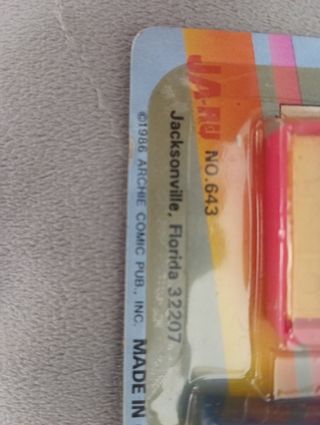 JA-RU NO.643
Jacksonville, Florida 32207
©1986 ARCHIE COMIC PUB., INC. MADE IN